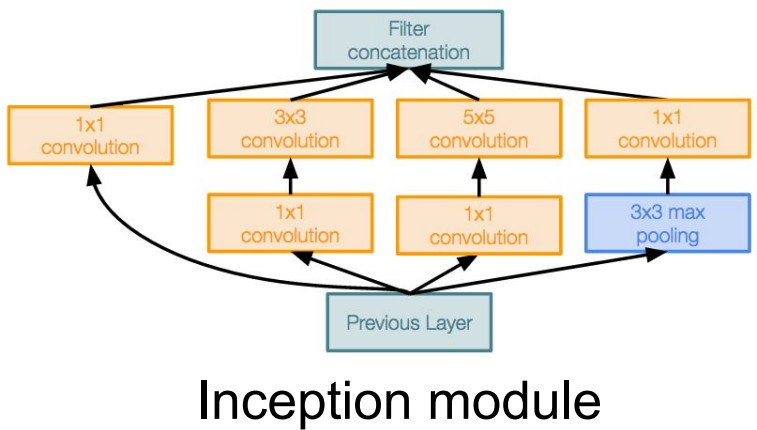 Filter
concatenation
1x1
convolution
3x3
convolution
5x5
convolution
1x1
convolution
1x1
convolution
1x1
convolution
3x3 max
pooling
Previous Layer
Inception module